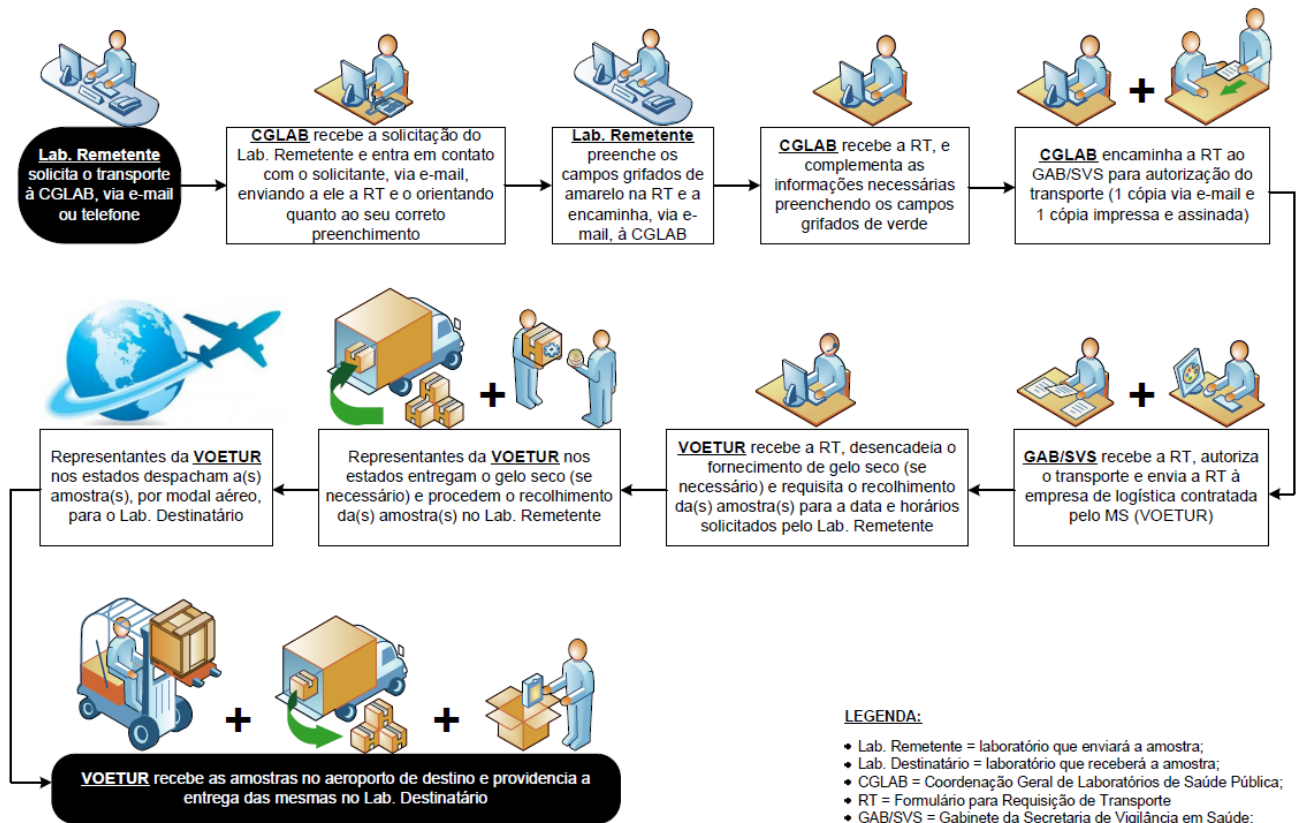 Lab. Remetente
solicita o transporte
à CGLAB, via e-mail
ou telefone
CGLAB recebe a solicitação do
Lab. Remetente e entra em contato
com o solicitante, via e-mail,
enviando a ele a RT e o orientando
quanto ao seu correto
preenchimento
Lab. Remetente
preenche os
campos grifados de
amarelo na RT e a
encaminha, via e-
mail, à CGLAB
CGLAB recebe a RT, e
complementa as
informações necessárias
preenchendo os campos
grifados de verde
+
CGLAB encaminha a RT ao
GAB/SVS para autorização do
transporte (1 cópia via e-mail e
1 cópia impressa e assinada)
+
GAB/SVS recebe a RT, autoriza
o transporte e envia a RT à
empresa de logística contratada
pelo MS (VOETUR)
VOETUR recebe a RT, desencadeia o
fornecimento de gelo seco (se
necessário) e requisita o recolhimento
da(s) amostra(s) para a data e horários
solicitados pelo Lab. Remetente
+
Representantes da VOETUR nos
estados entregam o gelo seco (se
necessário) e procedem o recolhimento
da(s) amostra(s) no Lab. Remetente
Representantes da VOETUR
nos estados despacham a(s)
amostra(s), por modal aéreo,
para o Lab. Destinatário
+
+
VOETUR recebe as amostras no aeroporto de destino e providencia a
entrega das mesmas no Lab. Destinatário
LEGENDA:
• Lab. Remetente = laboratório que enviará a amostra;
• Lab. Destinatário = laboratório que receberá a amostra;
• CGLAB = Coordenação Geral de Laboratórios de Saúde Pública;
• RT = Formulário para Requisição de Transporte
• GAB/SVS = Gabinete da Secretaria de Vigilância em Saúde;